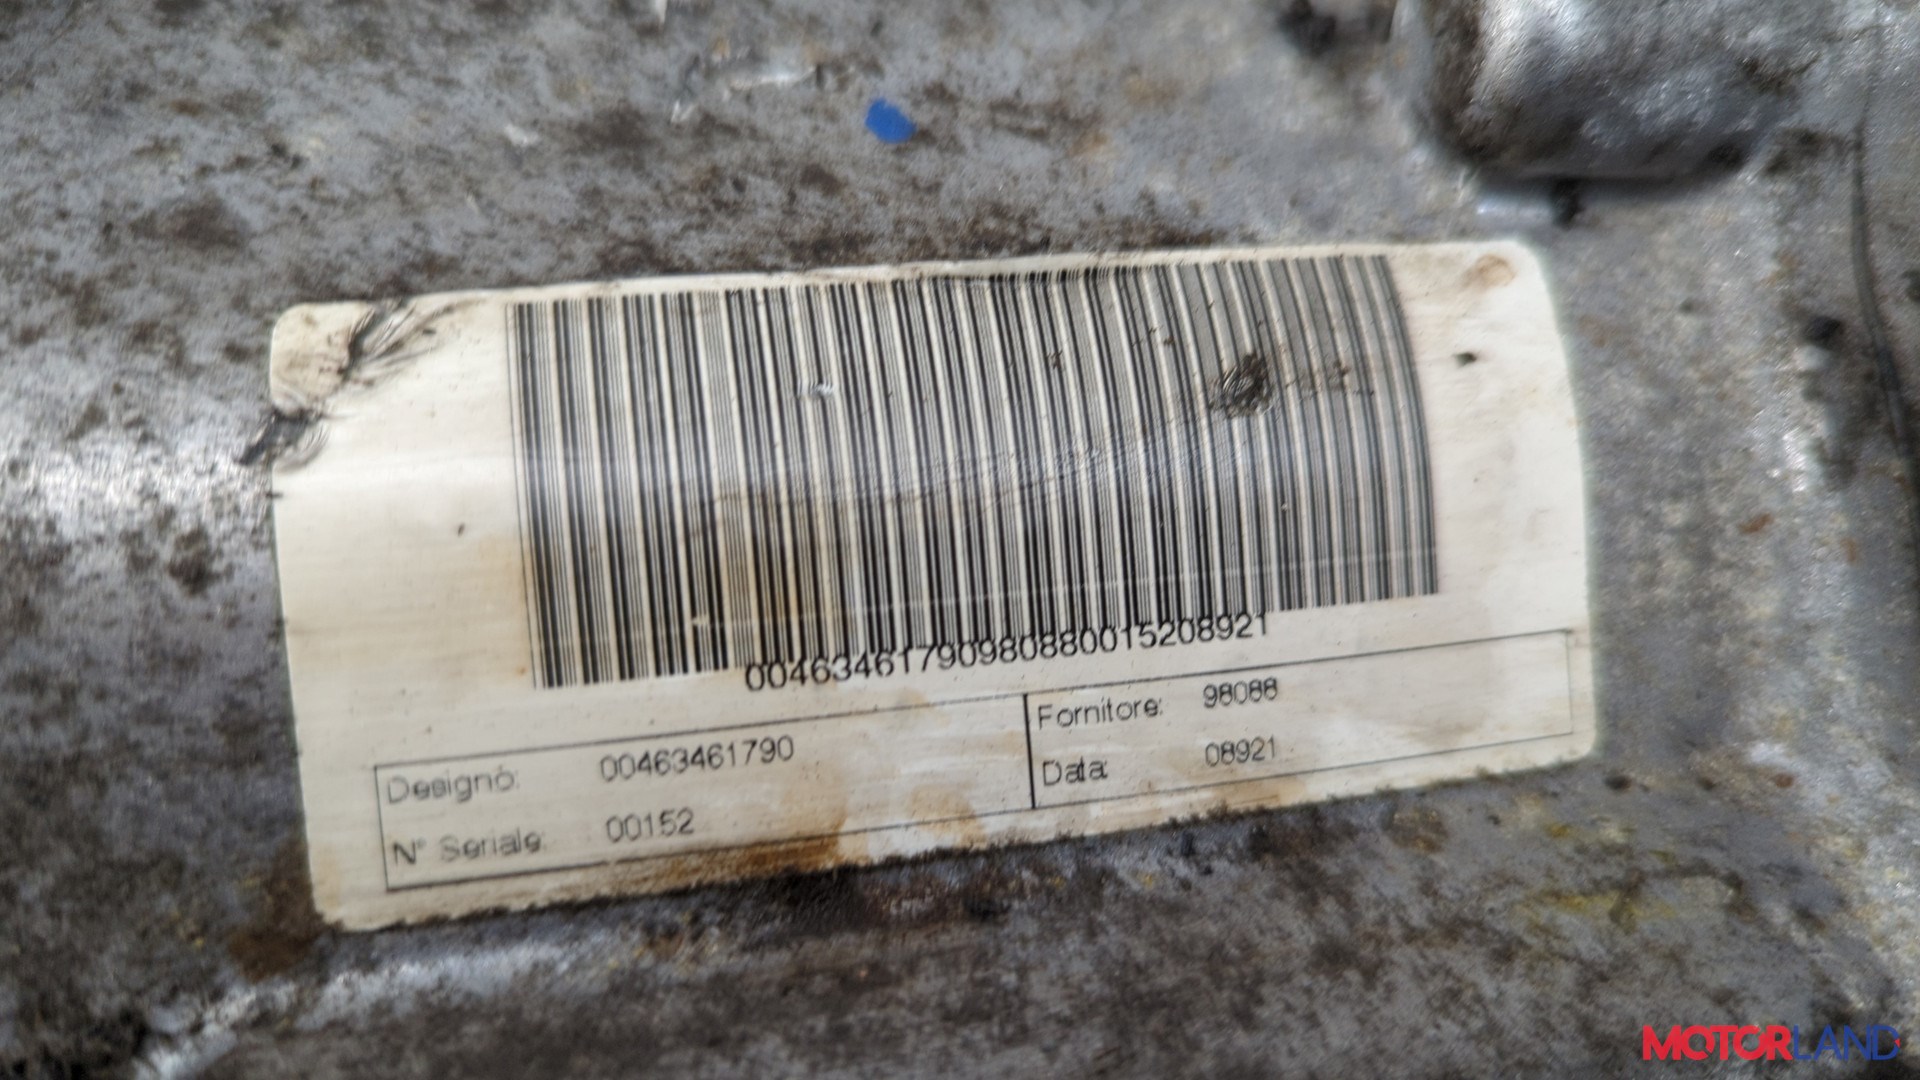 00463461790980880015208921
Designo: 00463461790
N° Seriale: 00152
Fornitore: 98088
Data: 08921
MOTORLAND